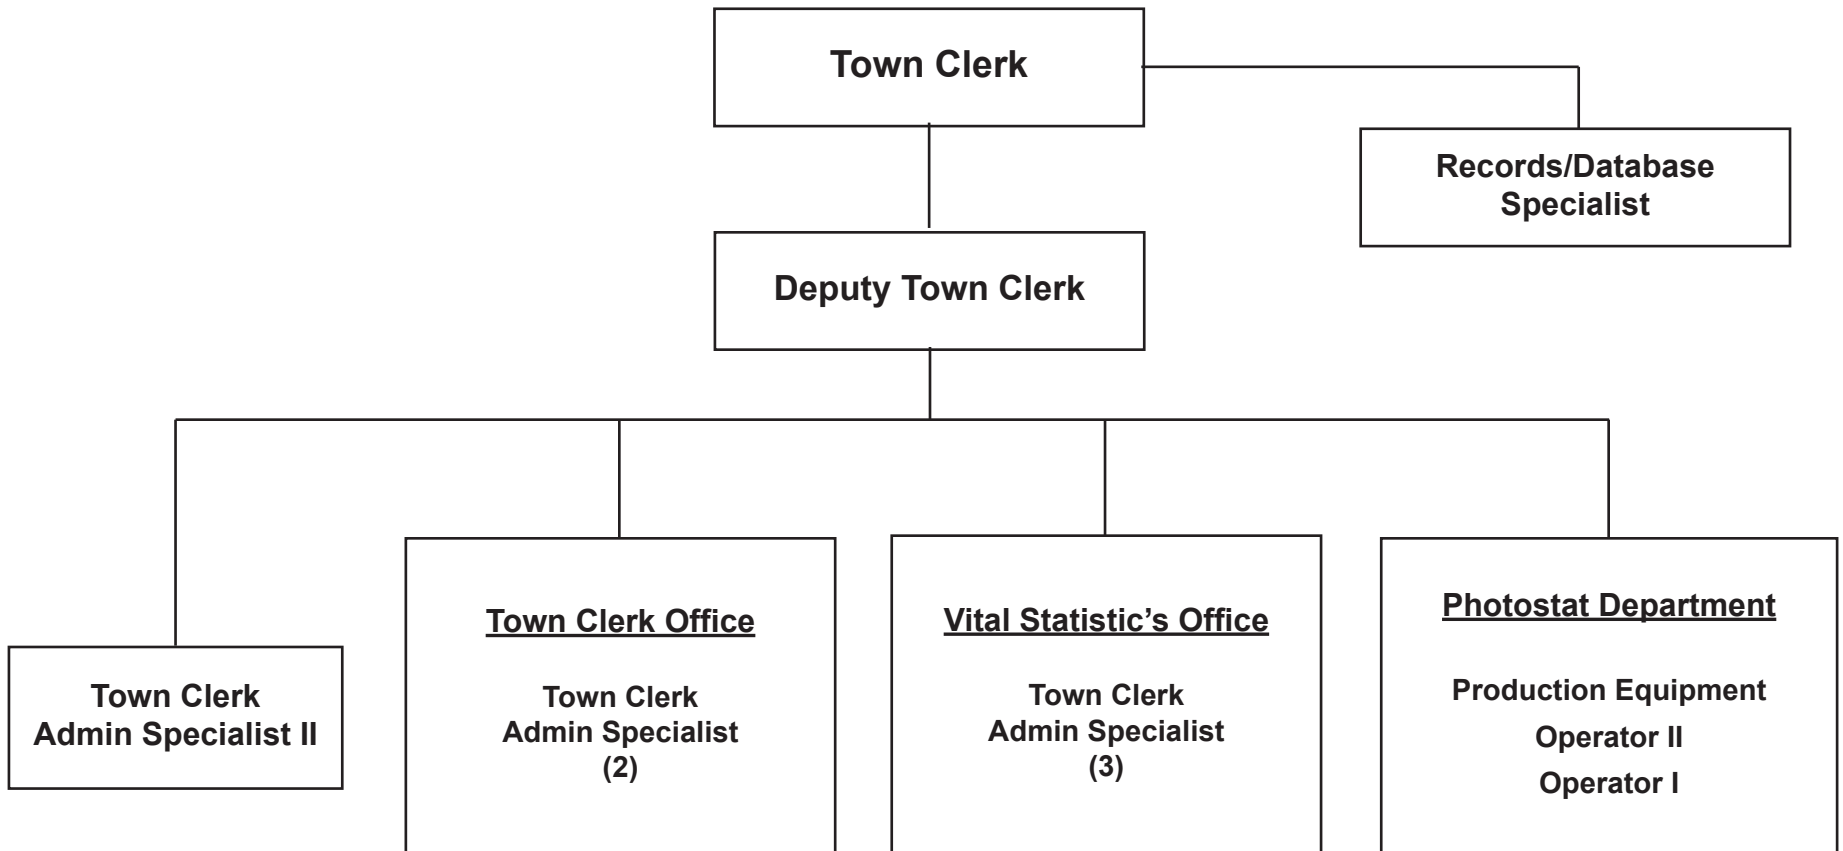 Town Clerk
Records/Database
Specialist
Deputy Town Clerk
Town Clerk
Admin Specialist II
Town Clerk Office
Town Clerk
Admin Specialist
(2)
Vital Statistic’s Office
Town Clerk
Admin Specialist
(3)
Photostat Department
Production Equipment
Operator II
Operator I